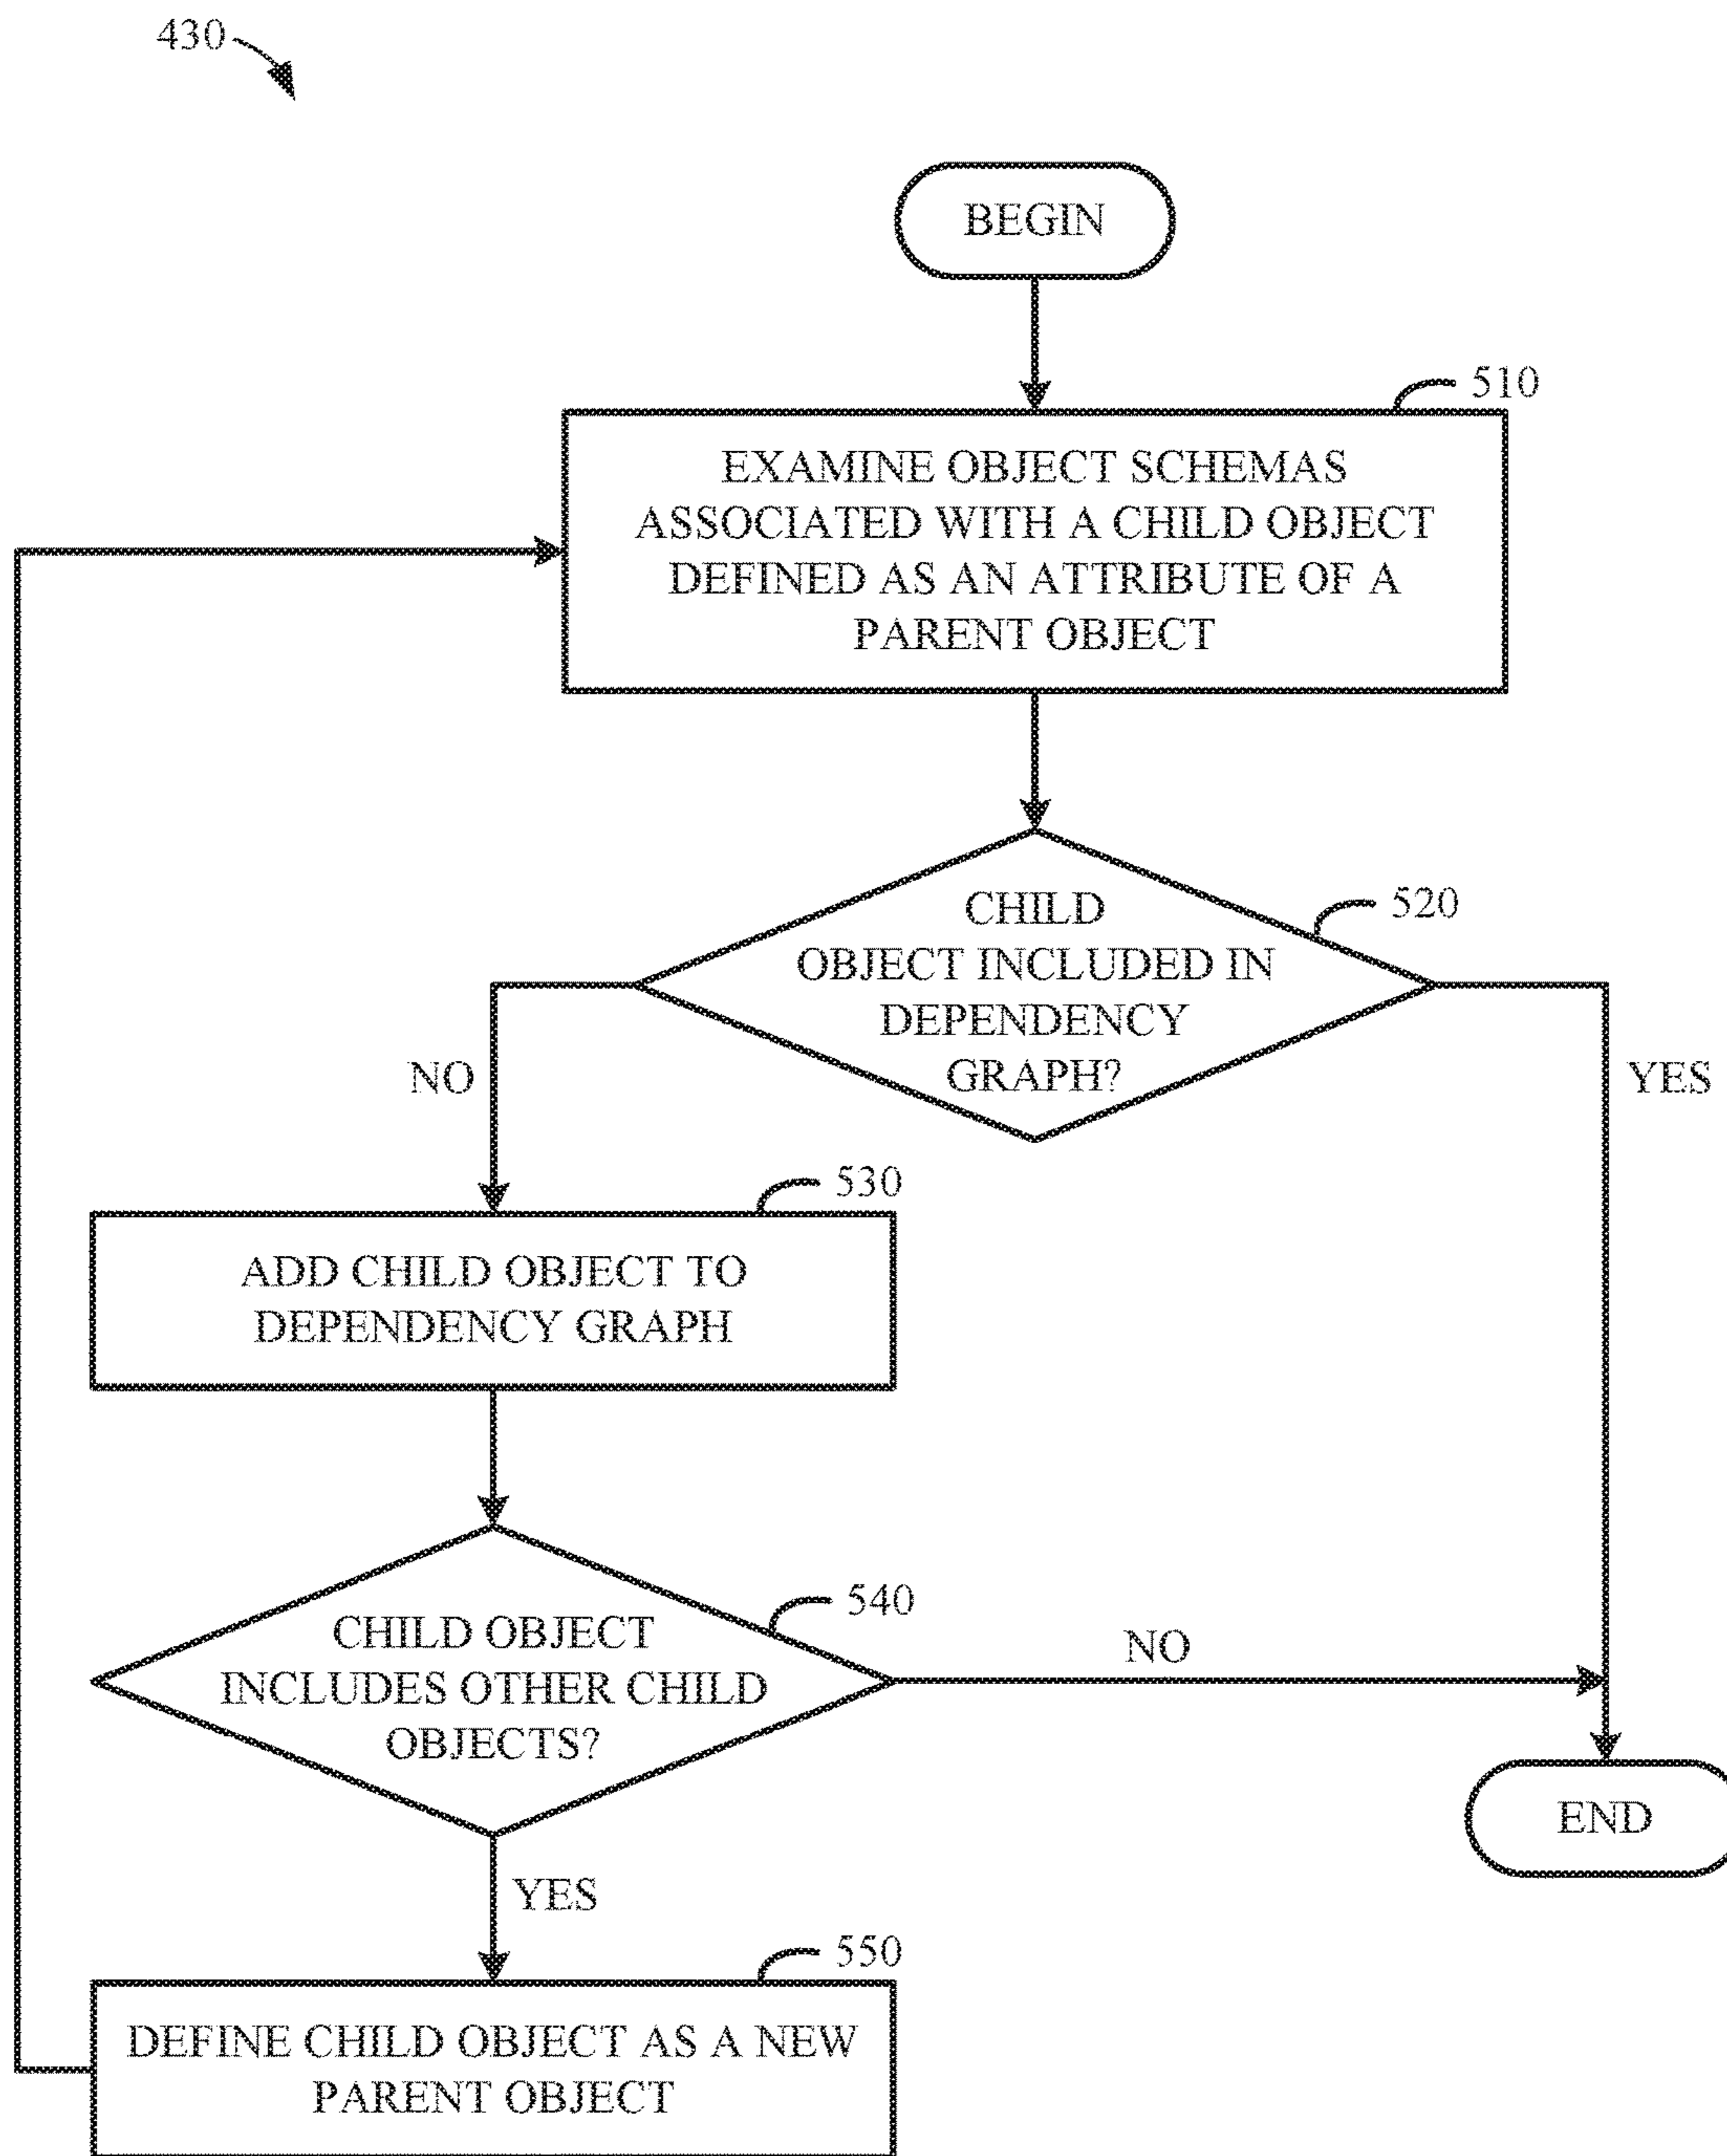 430
BEGIN
510
EXAMINE OBJECT SCHEMAS
ASSOCIATED WITH A CHILD OBJECT
DEFINED AS AN ATTRIBUTE OF A
PARENT OBJECT
520
CHILD
OBJECT INCLUDED IN
DEPENDENCY
GRAPH?
NO
YES
530
ADD CHILD OBJECT TO
DEPENDENCY GRAPH
540
CHILD OBJECT
INCLUDES OTHER CHILD
OBJECTS?
NO
YES
END
550
DEFINE CHILD OBJECT AS A NEW
PARENT OBJECT